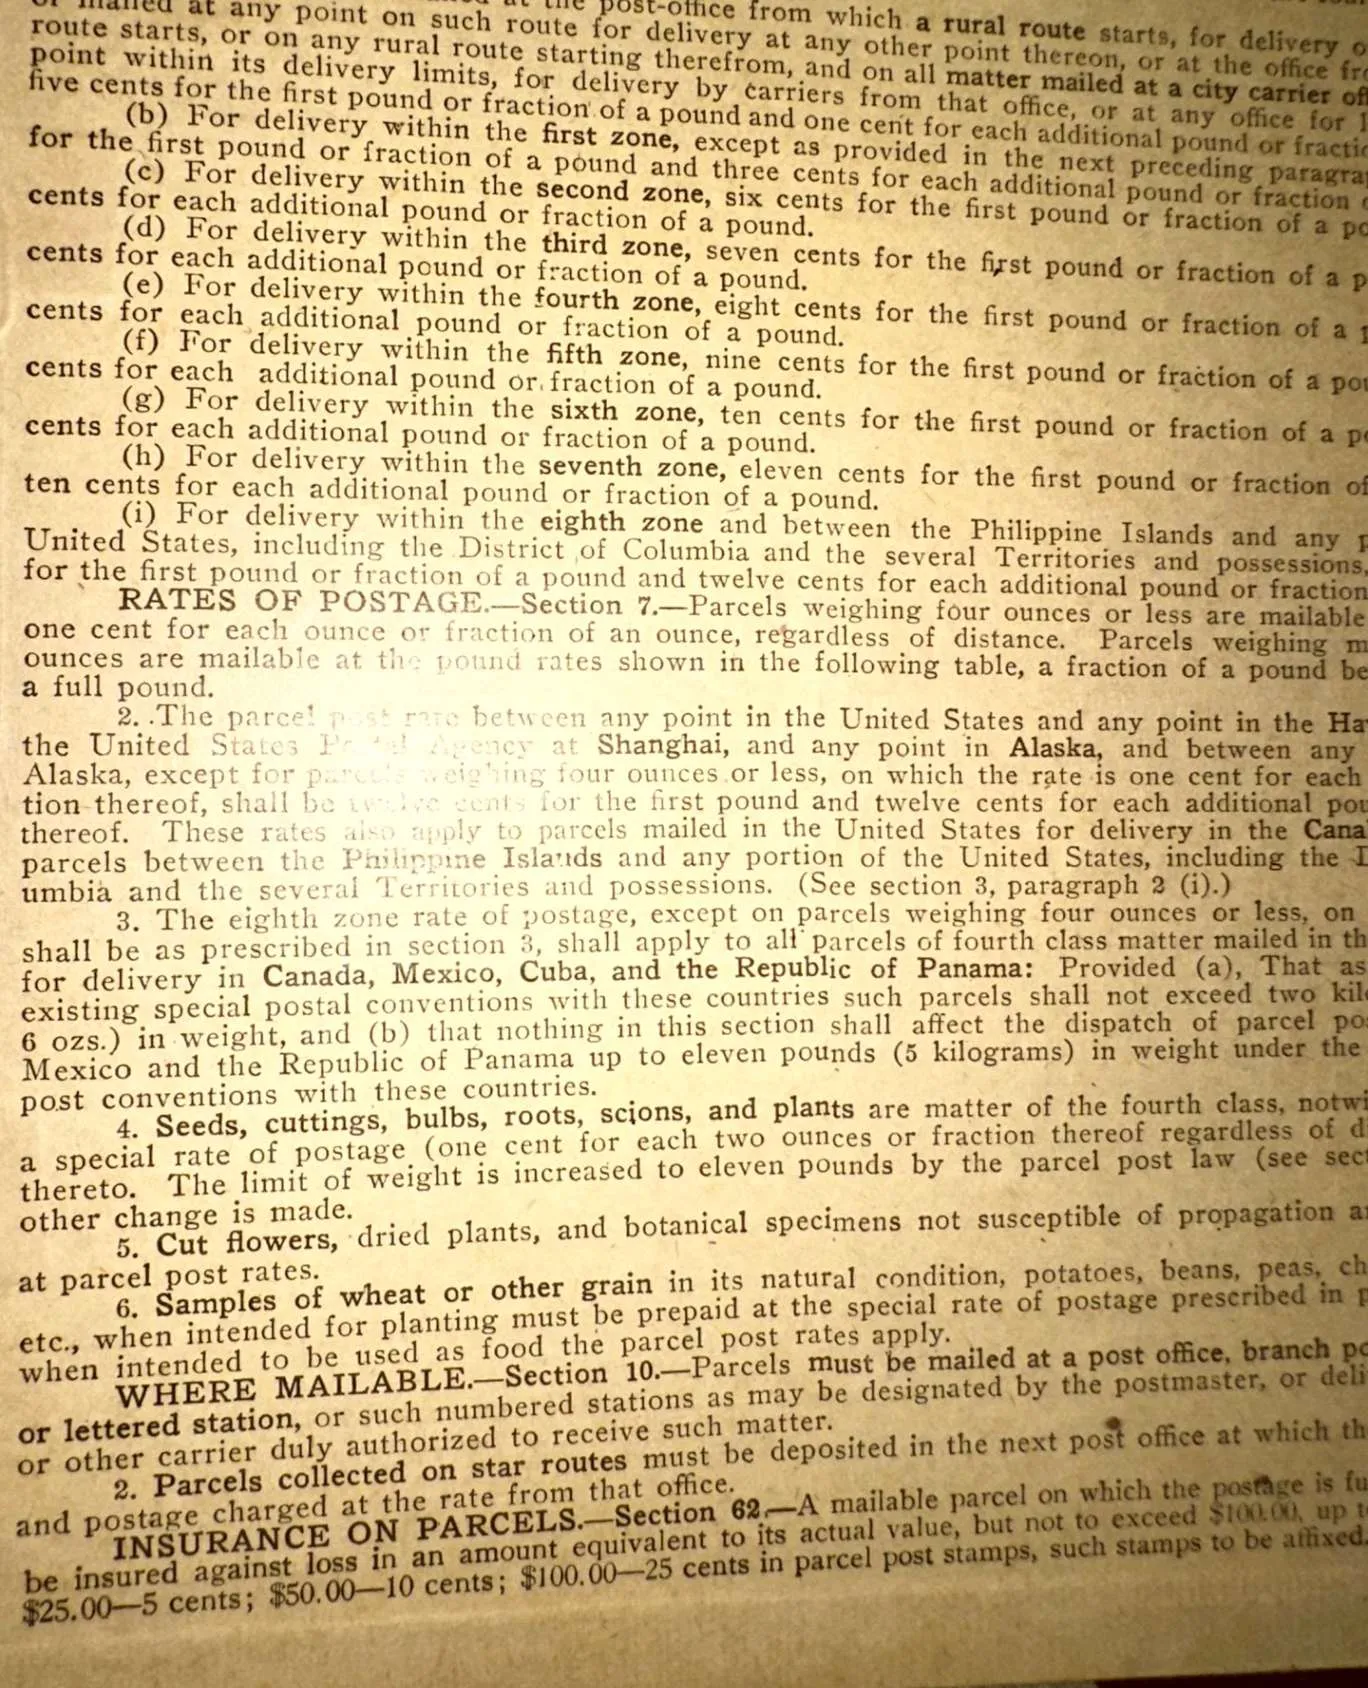 mailed at any point on such route for delivery at any other point thereon, or at the office
post-office from which a rural route starts, for delivery
route starts, or on any rural route starting therefrom, and on all matter mailed at a city carrier
point within its delivery limits, for delivery by carriers from that office, or at any office for
five cents for the first pound or fraction of a pound and one cent for each additional pound or
(b) For delivery within the first zone, except as provided in the next preceding
for the first pound or fraction of a pound and three cents for each additional pound or fraction
(c) For delivery within the second zone, six cents for the first pound or fraction of a
cents for each additional pound or fraction of a pound.
(d) For delivery within the third zone, seven cents for the first pound or fraction of a
cents for each additional pound or fraction of a pound.
(e) For delivery within the fourth zone, eight cents for the first pound or fraction of a
cents for each additional pound or fraction of a pound.
(f) For delivery within the fifth zone, nine cents for the first pound or fraction of a
cents for each additional pound or fraction of a pound.
(g) For delivery within the sixth zone, ten cents for the first pound or fraction of a
cents for each additional pound or fraction of a pound.
(h) For delivery within the seventh zone, eleven cents for the first pound or fraction of
ten cents for each additional pound or fraction of a pound.
(i) For delivery within the eighth zone and between the Philippine Islands and any
United States, including the District of Columbia and the several Territories and possessions,
for the first pound or fraction of a pound and twelve cents for each additional pound or fraction
RATES OF POSTAGE.—Section 7.—Parcels weighing four ounces or less are mailable
one cent for each ounce or fraction of an ounce, regardless of distance. Parcels weighing
ounces are mailable at the pound rates shown in the following table, a fraction of a pound
a full pound.
2. The parcel post rate between any point in the United States and any point in the
the United States Postal Agency at Shanghai, and any point in Alaska, and between any
Alaska, except for parcels weighing four ounces or less, on which the rate is one cent for each
tion thereof, shall be twelve cents for the first pound and twelve cents for each additional
thereof. These rates also apply to parcels mailed in the United States for delivery in the
parcels between the Philippine Islands and any portion of the United States, including the
umbia and the several Territories and possessions. (See section 3, paragraph 2 (i).)
3. The eighth zone rate of postage, except on parcels weighing four ounces or less, on
shall be as prescribed in section 3, shall apply to all parcels of fourth class matter mailed in
for delivery in Canada, Mexico, Cuba, and the Republic of Panama: Provided (a), That as
existing special postal conventions with these countries such parcels shall not exceed two
6 ozs.) in weight, and (b) that nothing in this section shall affect the dispatch of parcel
Mexico and the Republic of Panama up to eleven pounds (5 kilograms) in weight under the
post conventions with these countries.
4. Seeds, cuttings, bulbs, roots, scions, and plants are matter of the fourth class,
a special rate of postage (one cent for each two ounces or fraction thereof regardless of
thereto. The limit of weight is increased to eleven pounds by the parcel post law (see
other change is made.
5. Cut flowers, dried plants, and botanical specimens not susceptible of propagation
at parcel post rates.
6. Samples of wheat or other grain in its natural condition, potatoes, beans, peas,
etc., when intended for planting must be prepaid at the special rate of postage prescribed in
when intended to be used as food the parcel post rates apply.
WHERE MAILABLE.—Section 10.—Parcels must be mailed at a post office, branch
or lettered station, or such numbered stations as may be designated by the postmaster, or
or other carrier duly authorized to receive such matter.
2. Parcels collected on star routes must be deposited in the next post office at which
and postage charged at the rate from that office.
INSURANCE ON PARCELS.—Section 62.—A mailable parcel on which the postage is
be insured against loss in an amount equivalent to its actual value, but not to exceed $100.00, up
$25.00—5 cents; $50.00—10 cents; $100.00—25 cents in parcel post stamps, such stamps to be affixed.